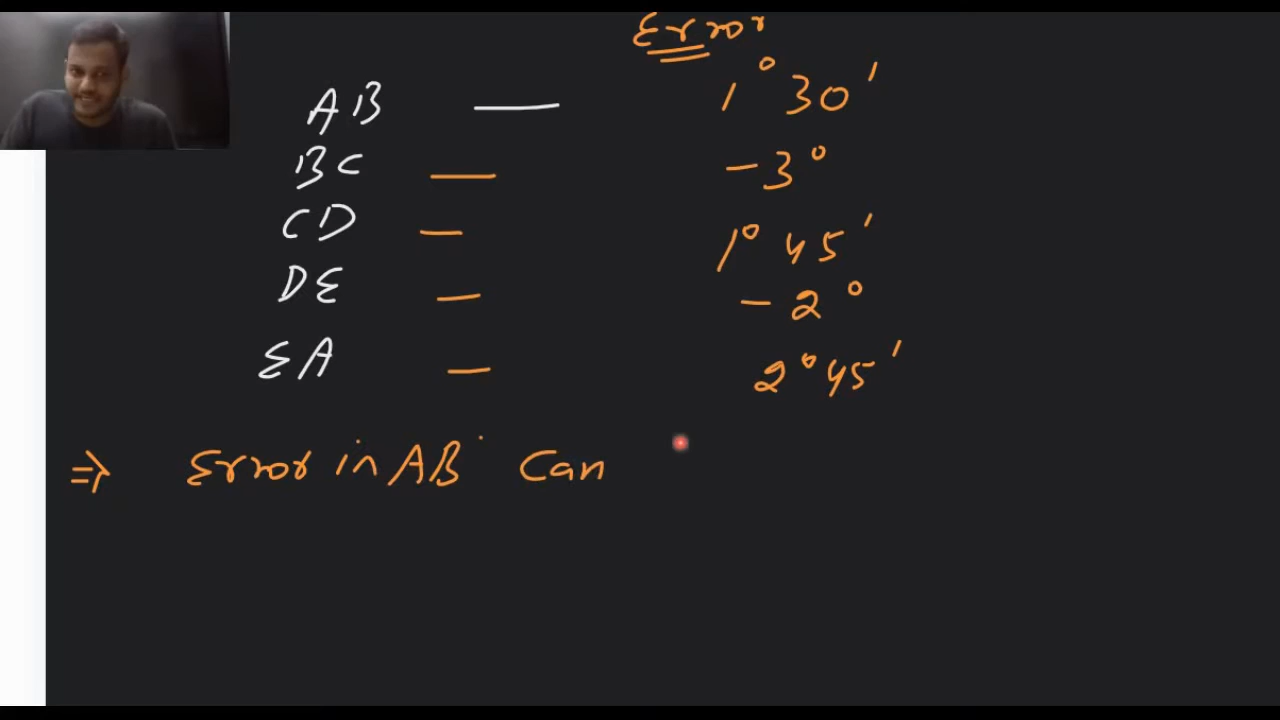 Error
AB — 1° 30'
BC — -3°
CD — 1° 45'
DE — -2°
EA — 2° 45'
⇒ Error in AB Can